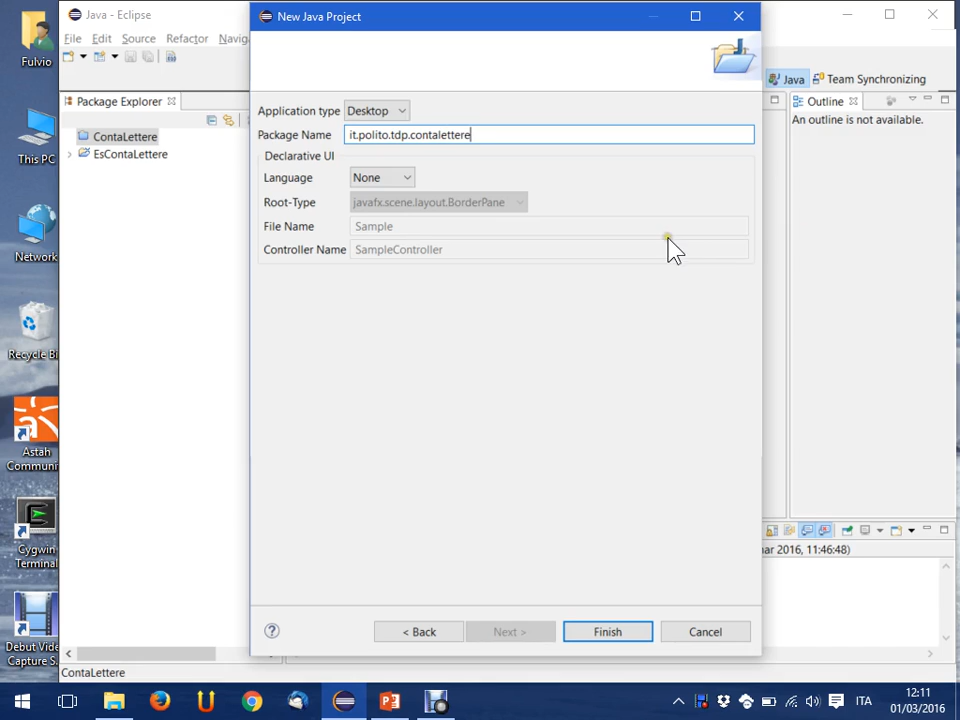 Fulvio
This PC
Network
Recycle Bi
Astah
Commun
Cygwin
Terminal
Debut Vid
Capture S.
Java - Eclipse
File Edit Source Refactor Navig
Package Explorer
ContaLettere
EsContaLettere
ContaLettere
New Java Project
Application type Desktop
Package Name it.polito.tdp.contalettere
Declarative UI
Language None
Root-Type javafx.scene.layout.BorderPane
File Name Sample
Controller Name SampleController
? < Back Next > Finish Cancel
Java Team Synchronizing
Outline
An outline is not available.
ar 2016, 11:46:48)
ITA
12:11
01/03/2016